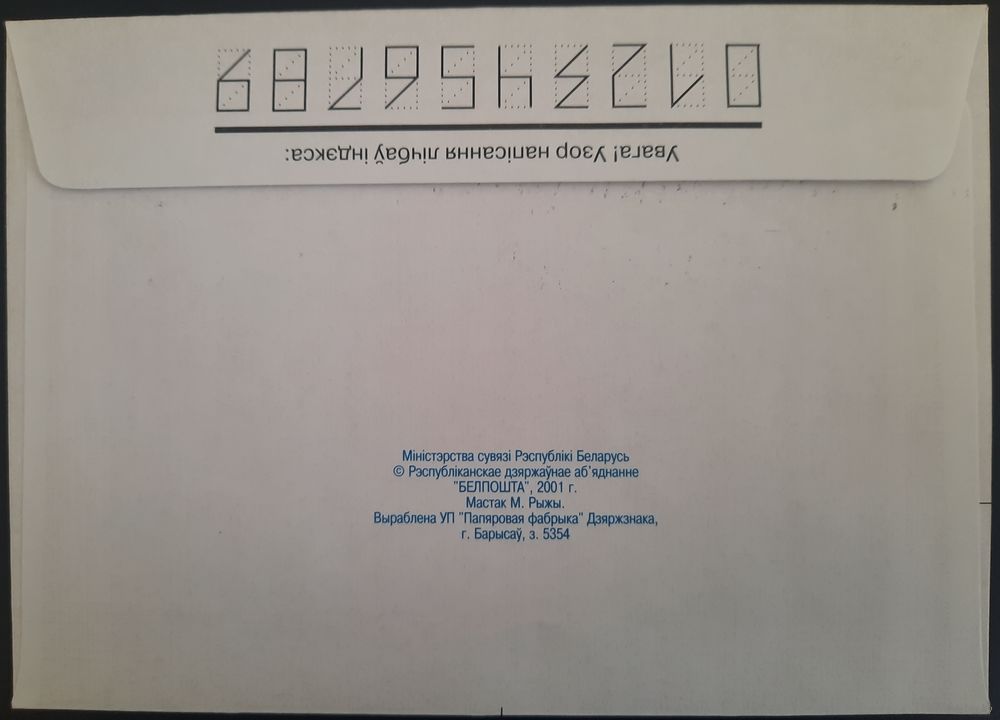 Увага! Узор напісання лічбаў індэкса:
0123456789
Міністэрства сувязі Рэспублікі Беларусь
© Рэспубліканскае дзяржаўнае аб'яднанне
"БЕЛПОШТА", 2001 г.
Мастак М. Рыжы.
Выраблена УП "Папяровая фабрыка" Дзяржзнака,
г. Барысаў, з. 5354